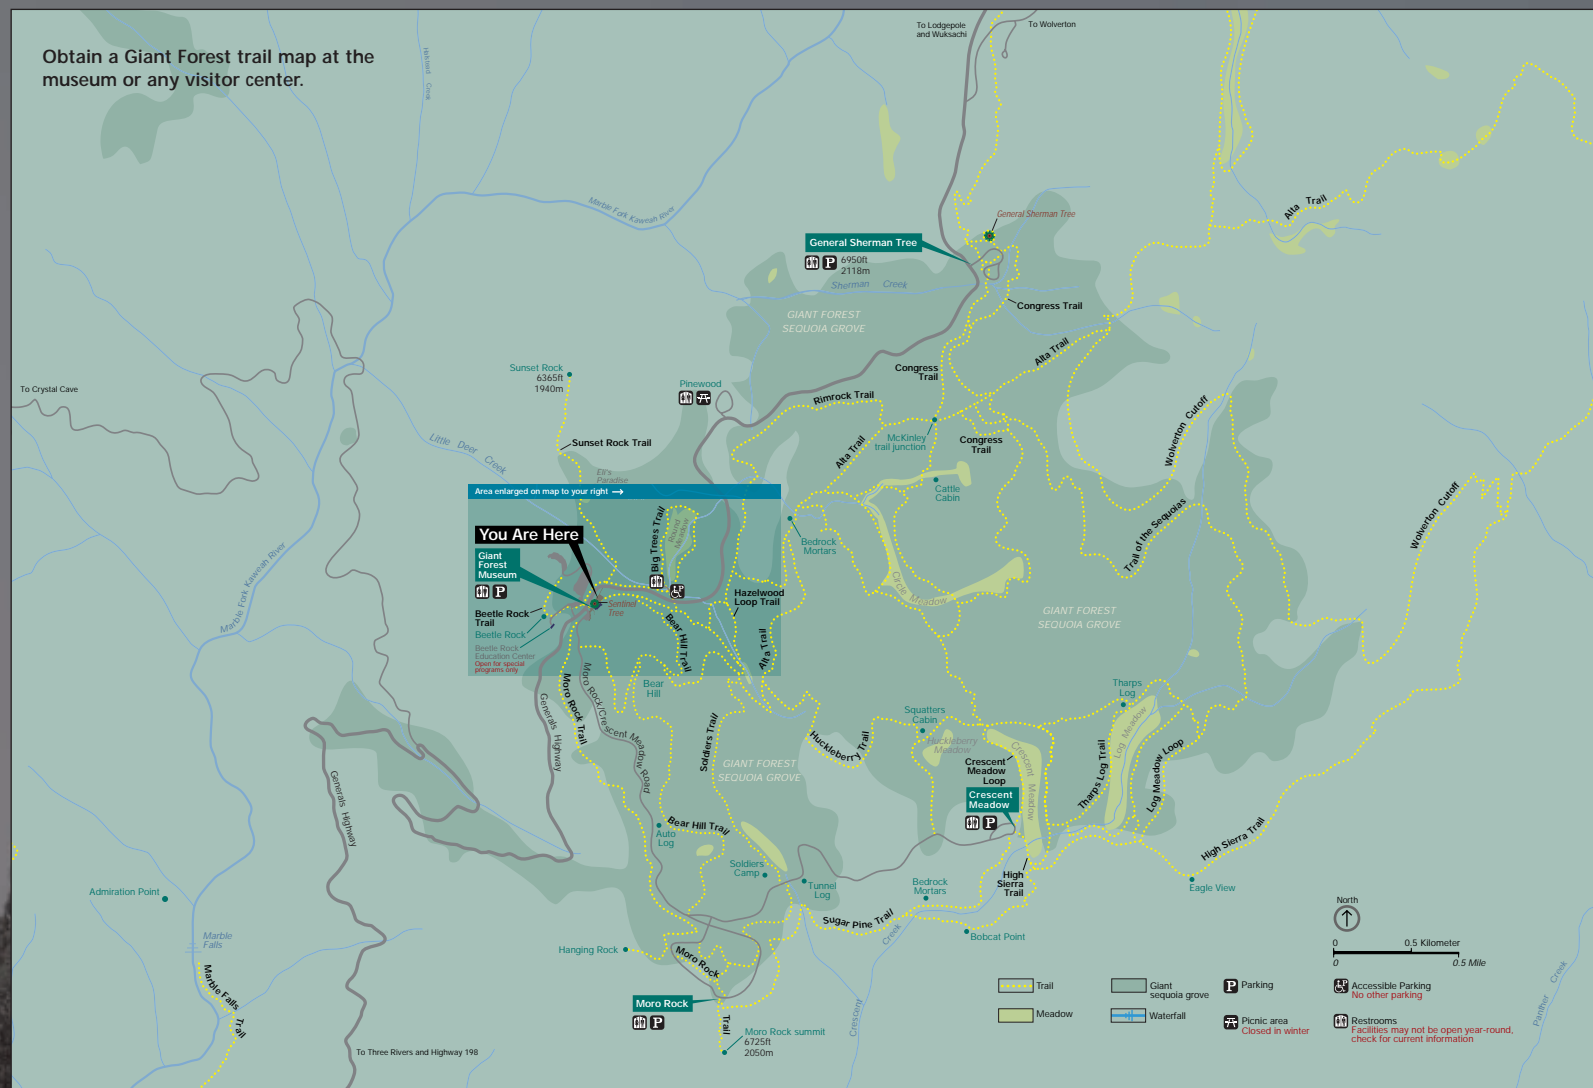 Obtain a Giant Forest trail map at the
museum or any visitor center.
To Lodgepole
and Wuksachi
To Wolverton
Marble Fork Kaweah River
Alta Trail
General Sherman Tree
General Sherman Tree
P
6950ft
2118m
Sherman Creek
Congress Trail
GIANT FOREST
SEQUOIA GROVE
Alta Trail
Sunset Rock
6365ft
1940m
Congress
Trail
Pinewood
To Crystal Cave
Rimrock Trail
Wolverton Cutoff
Little Deer Creek
Sunset Rock Trail
Alta Trail
McKinley
trail junction
Congress
Trail
Eli's
Paradise
Cattle
Cabin
Area enlarged on map to your right →
Wolverton Cutoff
You Are Here
Big Trees Trail
Round
Meadow
Bedrock
Mortars
Trail of the Sequoias
Giant
Forest
Museum
P
Circle Meadow
Marble Fork Kaweah River
Hazelwood
Loop Trail
Sentinel
Tree
Beetle Rock
Trail
Beetle Rock
Beetle Rock
Education Center
Open for special
programs only
Bear Hill Trail
Alta Trail
GIANT FOREST
SEQUOIA GROVE
Bear
Hill
Moro Rock Trail
Moro Rock/Crescent Meadow Road
Generals Highway
Tharps
Log
Squatters
Cabin
Soldiers Trail
Huckleberry Trail
Huckleberry
Meadow
Crescent Meadow
Log Meadow
Crescent
Meadow
Loop
Tharps Log Trail
Log Meadow Loop
GIANT FOREST
SEQUOIA GROVE
Crescent
Meadow
P
Generals Highway
Bear Hill Trail
Auto
Log
High Sierra Trail
Soldiers
Camp
Tunnel
Log
Bedrock
Mortars
High
Sierra
Trail
Eagle View
Admiration Point
Sugar Pine Trail
Marble
Falls
Hanging Rock
Bobcat Point
Crescent
Creek
Moro Rock
Trail
Marble Falls
Trail
Moro Rock
P
Moro Rock summit
6725ft
2050m
To Three Rivers and Highway 198
North
0 0.5 Kilometer
0 0.5 Mile
Trail
Giant
sequoia grove
P Parking
Accessible Parking
No other parking
Meadow
Waterfall
Picnic area
Closed in winter
Restrooms
Facilities may not be open year-round,
check for current information
Panther Creek